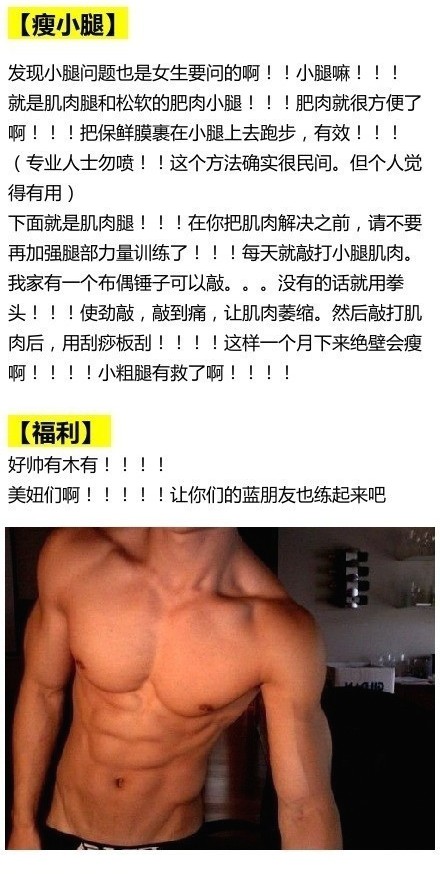 【瘦小腿】
发现小腿问题也是女生要问的啊！！小腿嘛！！！
就是肌肉腿和松软的肥肉小腿！！！肥肉就很方便了
啊！！！把保鲜膜裹在小腿上去跑步，有效！！！
（专业人士勿喷！！这个方法确实很民间。但个人觉
得有用）
下面就是肌肉腿！！！在你把肌肉解决之前，请不要
再加强腿部力量训练了！！！每天就敲打小腿肌肉。
我家有一个布偶锤子可以敲。。。没有的话就用拳
头！！！使劲敲，敲到痛，让肌肉萎缩。然后敲打肌
肉后，用刮痧板刮！！！！这样一个月下来绝壁会瘦
啊！！！！小粗腿有救了啊！！！！
【福利】
好帅有木有！！！！
美妞们啊！！！！！让你们的蓝朋友也练起来吧